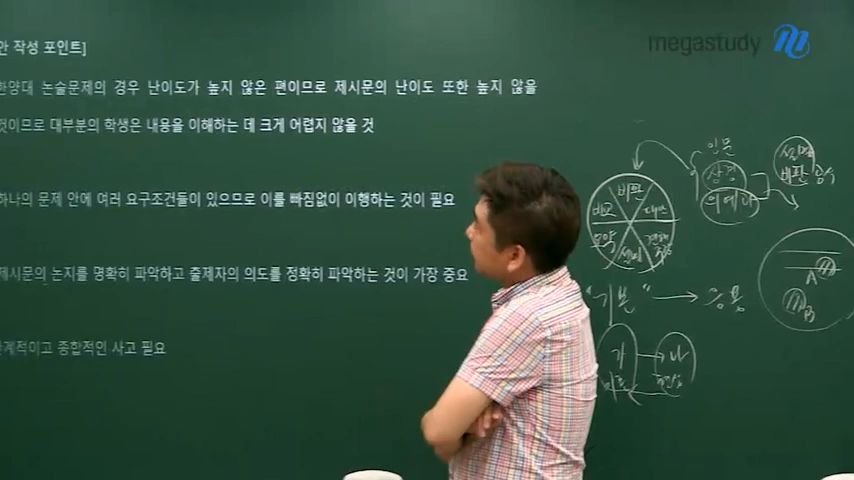 megastudy
안 작성 포인트]
한양대 논술문제의 경우 난이도가 높지 않은 편이므로 제시문의 난이도 또한 높지 않을
것이므로 대부분의 학생은 내용을 이해하는 데 크게 어렵지 않을 것
하나의 문제 안에 여러 요구조건들이 있으므로 이를 빠짐없이 이행하는 것이 필요
제시문의 논지를 명확히 파악하고 출제자의 의도를 정확히 파악하는 것이 가장 중요
단계적이고 종합적인 사고 필요
인문
상경
비판
비교
대안
요약
견해
"기본"
응용
비판
A
B
가
나